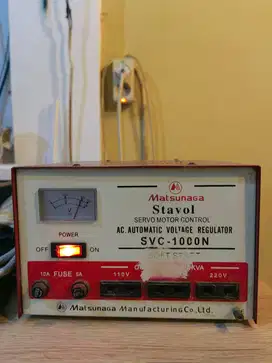 Matsunaga
Stavol
SERVO MOTOR CONTROL
AC. AUTOMATIC VOLTAGE REGULATOR
SVC-1000N
POWER
OFF ON
KVA
10A FUSE 5A
110V 220V
Matsunaga Manufacturing Co., Ltd.
V